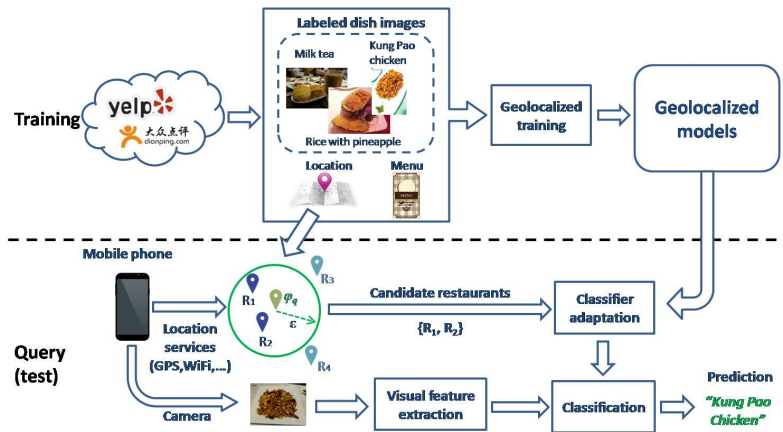 Labeled dish images
Milk tea
Kung Pao
chicken
Rice with pineapple
Location
Menu
Training
yelp
大众点评
dianping.com
Geolocalized
training
Geolocalized
models
Mobile phone
R1
R2
R3
R4
φq
ε
Location
services
(GPS,WiFi,...)
Candidate restaurants
{R1, R2}
Classifier
adaptation
Query
(test)
Camera
Visual feature
extraction
Classification
Prediction
"Kung Pao
Chicken"